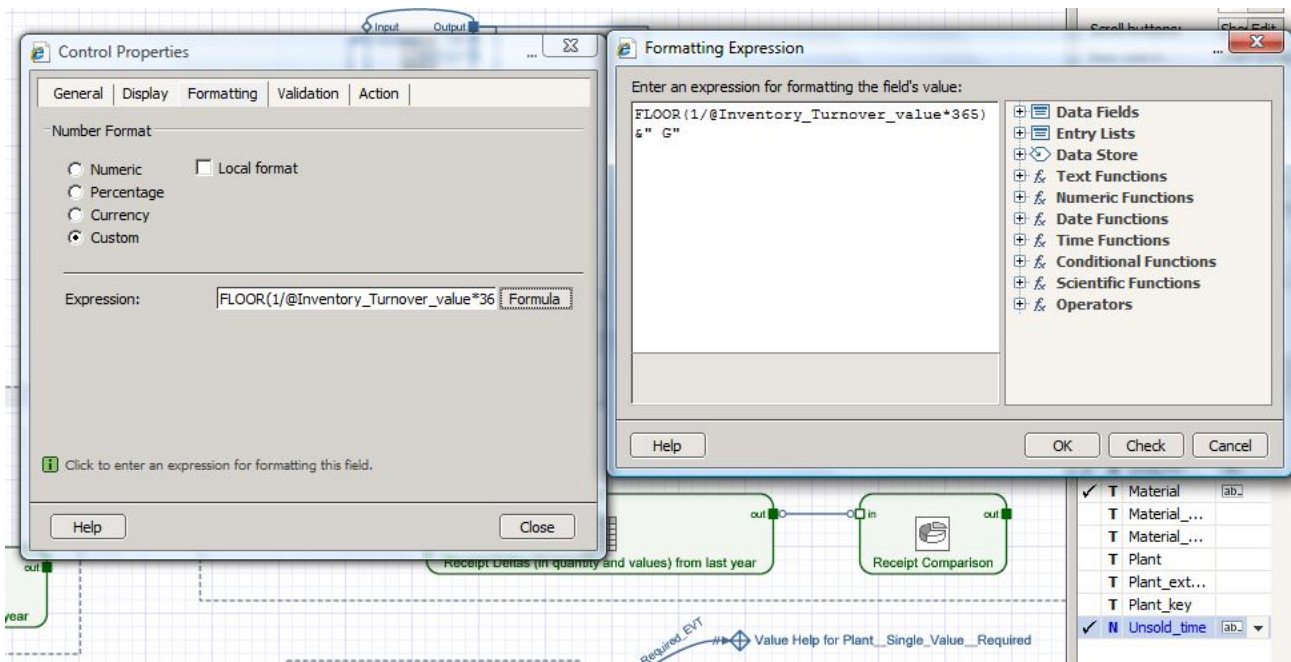 Input Output
Control Properties
...
General Display Formatting Validation Action
Number Format
Numeric Local format
Percentage
Currency
Custom
Expression: FLOOR(1/@Inventory_Turnover_value*36 Formula
Click to enter an expression for formatting this field.
Help Close
Formatting Expression
...
Enter an expression for formatting the field's value:
FLOOR(1/@Inventory_Turnover_value*365)
&" G"
Data Fields
Entry Lists
Data Store
Text Functions
Numeric Functions
Date Functions
Time Functions
Conditional Functions
Scientific Functions
Operators
Help OK Check Cancel
out in out
Receipt Deltas (in quantity and values) from last year
Receipt Comparison
out
year
Required_EVT
Value Help for Plant__Single_Value__Required
T Material ab_
T Material_...
T Material_...
T Plant
T Plant_ext...
T Plant_key
N Unsold_time ab_